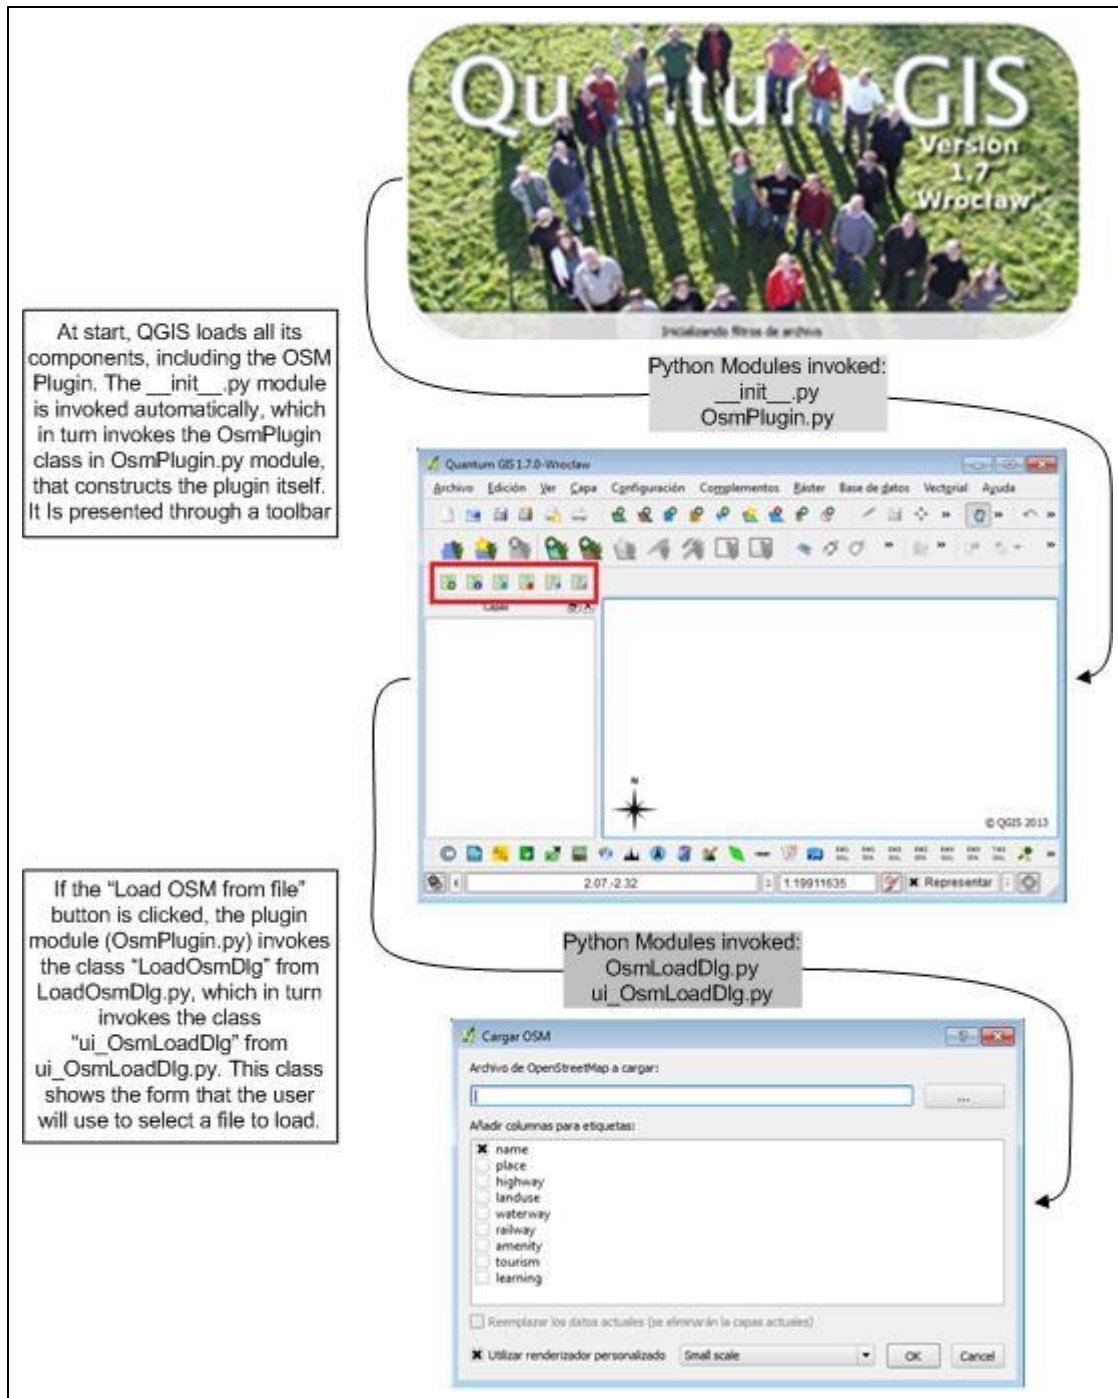 Quantum GIS
Version
1.7
'Wrocław'
Inicializando filtros de archivo
At start, QGIS loads all its
components, including the OSM
Plugin. The __init__.py module
is invoked automatically, which
in turn invokes the OsmPlugin
class in OsmPlugin.py module,
that constructs the plugin itself.
It Is presented through a toolbar
Python Modules invoked:
__init__.py
OsmPlugin.py
Quantum GIS 1.7.0-Wrocław
Archivo Edición Ver Capa Configuración Complementos Ráster Base de datos Vectorial Ayuda
Capas
N
© QGIS 2013
2.07,-2.32
1.19911635
Representar
If the “Load OSM from file”
button is clicked, the plugin
module (OsmPlugin.py) invokes
the class “LoadOsmDlg” from
LoadOsmDlg.py, which in turn
invokes the class
“ui_OsmLoadDlg” from
ui_OsmLoadDlg.py. This class
shows the form that the user
will use to select a file to load.
Python Modules invoked:
OsmLoadDlg.py
ui_OsmLoadDlg.py
Cargar OSM
Archivo de OpenStreetMap a cargar:
...
Añadir columnas para etiquetas:
name
place
highway
landuse
waterway
railway
amenity
tourism
learning
Reemplazar los datos actuales (se eliminarán la capas actuales)
Utilizar renderizador personalizado Small scale OK Cancel